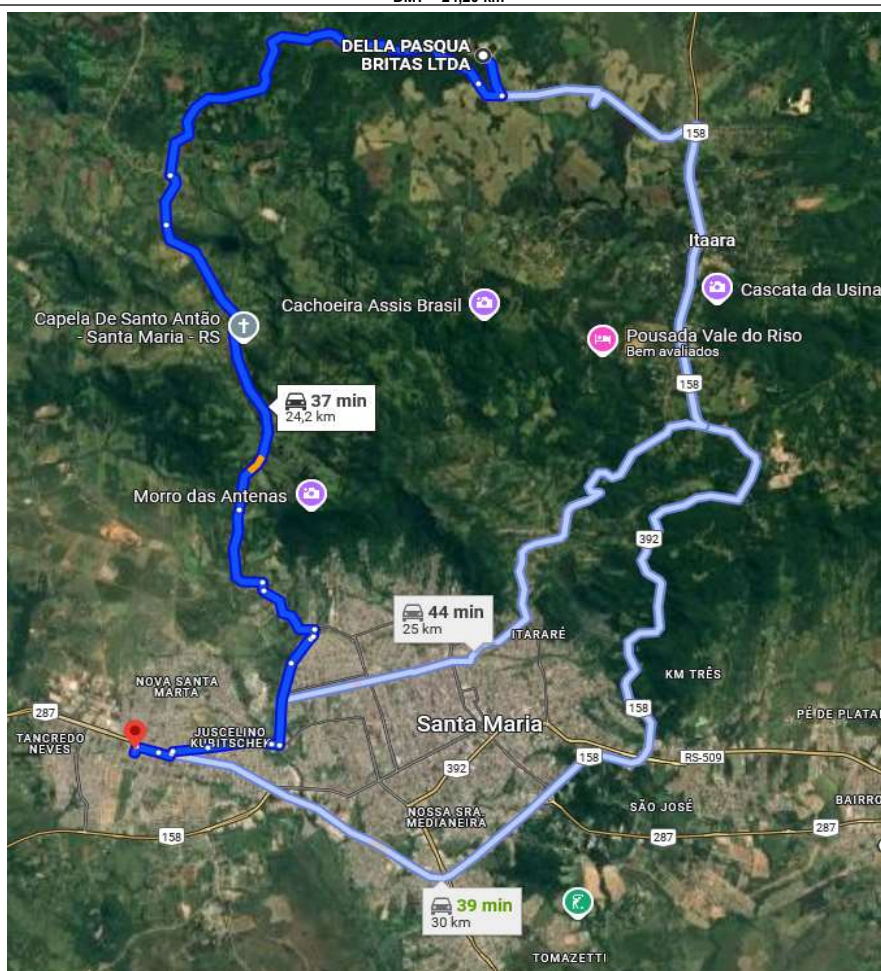 DELLA PASQUA
BRITAS LTDA
158
Itaara
Cachoeira Assis Brasil
Cascata da Usina
Capela De Santo Antão
- Santa Maria - RS
Pousada Vale do Riso
Bem avaliados
158
37 min
24,2 km
Morro das Antenas
392
44 min
25 km
ITARARÉ
KM TRÊS
NOVA SANTA
MARTA
287
158
PÉ DE PLATA
TANCREDO
NEVES
JUSCELINO
KUBITSCHEK
Santa Maria
158
RS-509
392
SÃO JOSÉ
BAIRRO
NOSSA SRA.
MEDIANEIRA
158
287
287
39 min
30 km
TOMAZETTI